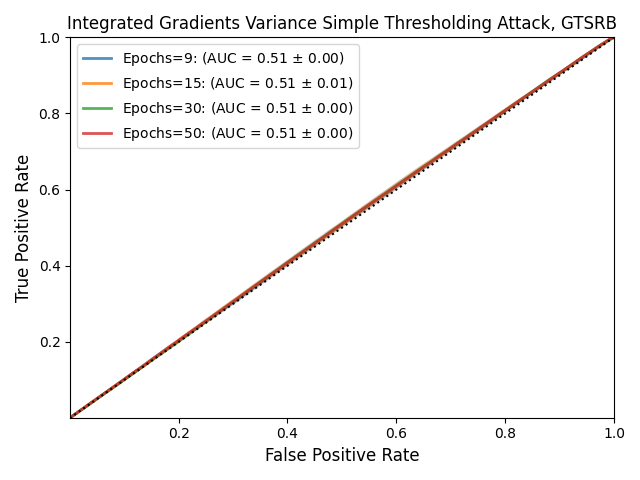 Integrated Gradients Variance Simple Thresholding Attack, GTSRB
1.0
Epochs=9: (AUC = 0.51 ± 0.00)
Epochs=15: (AUC = 0.51 ± 0.01)
Epochs=30: (AUC = 0.51 ± 0.00)
Epochs=50: (AUC = 0.51 ± 0.00)
0.8
0.6
0.4
0.2
True Positive Rate
0.2 0.4 0.6 0.8 1.0
False Positive Rate